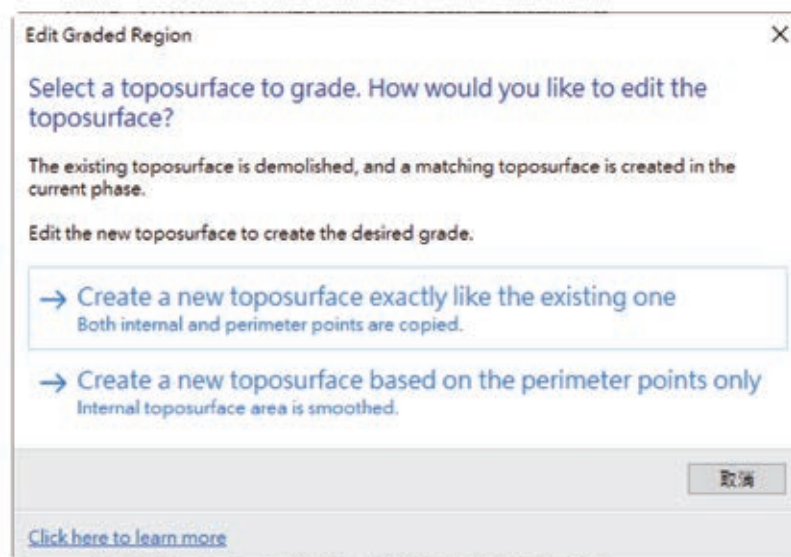 Edit Graded Region
Select a toposurface to grade. How would you like to edit the
toposurface?
The existing toposurface is demolished, and a matching toposurface is created in the
current phase.
Edit the new toposurface to create the desired grade.
→ Create a new toposurface exactly like the existing one
Both internal and perimeter points are copied.
→ Create a new toposurface based on the perimeter points only
Internal toposurface area is smoothed.
取消
Click here to learn more